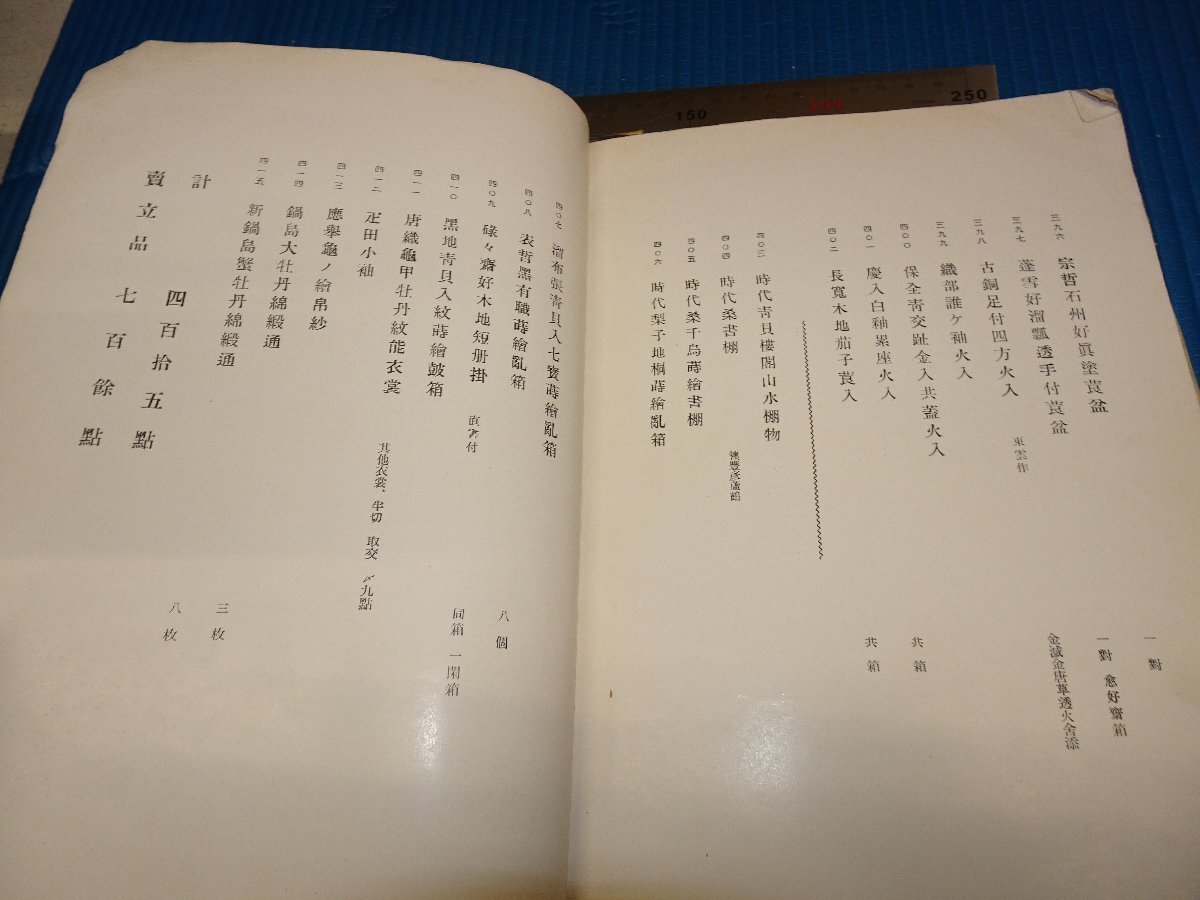 三九六 宗哲石州好眞塗莨盆 一對
三九七 蓬雪好溜瓢透手付莨盆 一對 愈好齋箱
三九八 古銅足付四方火入 東雲作 金滅金唐草透火舍添
三九九 織部誰ケ袖火入
四〇〇 保全靑交趾金入共蓋火入 共箱
四〇一 慶入白釉累座火入 共箱
四〇二 長寬木地茄子莨入
四〇三 時代靑貝樓閣山水棚物
四〇四 時代桑書棚
四〇五 時代桑千鳥蒔繪書棚
四〇六 時代梨子地桐蒔繪亂箱
四〇七 溜布張靑貝入七寶蒔繪亂箱
四〇八 表哲黑有職蒔繪亂箱 八個
四〇九 碌々齋好木地短册掛 直書付 同箱 一閑箱
四一〇 黑地靑貝入紋蒔繪皷箱
四一一 唐織龜甲牡丹紋能衣裳
四一二 疋田小袖 其他衣裳、半切 取交 〆九點
四一三 應擧龜ノ繪帛紗
四一四 鍋島大牡丹綿緞通 三枚
四一五 新鍋島蟹牡丹綿緞通 八枚
計
賣立品 四百拾五點
七百餘點
150
200
250